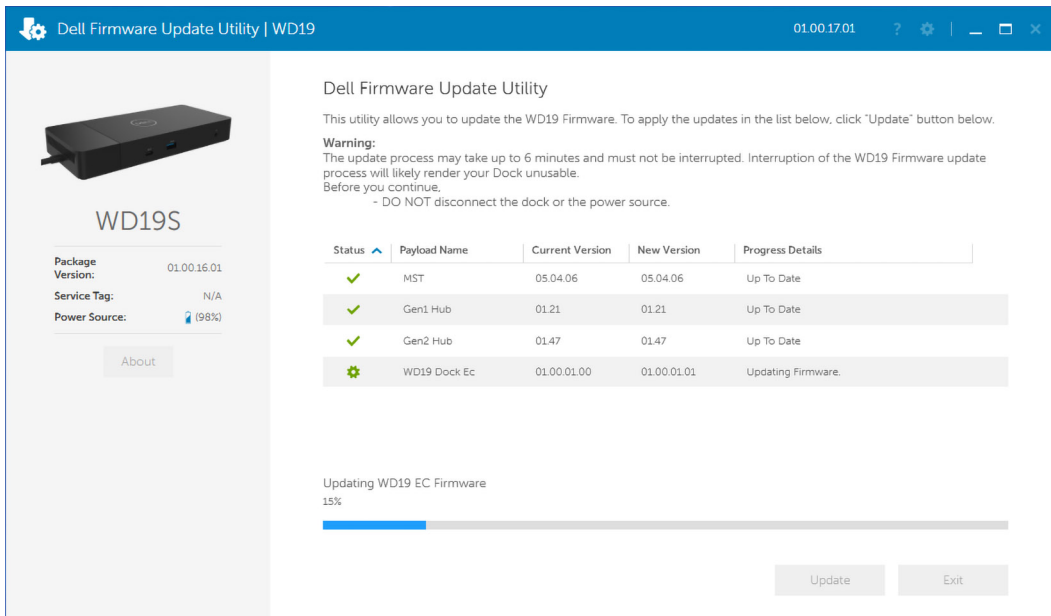 Dell Firmware Update Utility | WD19
01.00.17.01
?
Dell Firmware Update Utility
This utility allows you to update the WD19 Firmware. To apply the updates in the list below, click "Update" button below.
Warning:
The update process may take up to 6 minutes and must not be interrupted. Interruption of the WD19 Firmware update
process will likely render your Dock unusable.
Before you continue,
- DO NOT disconnect the dock or the power source.
WD19S
Package
Version:
01.00.16.01
Service Tag: N/A
Power Source: (98%)
About
Status Payload Name Current Version New Version Progress Details
MST 05.04.06 05.04.06 Up To Date
Gen1 Hub 01.21 01.21 Up To Date
Gen2 Hub 01.47 01.47 Up To Date
WD19 Dock Ec 01.00.01.00 01.00.01.01 Updating Firmware.
Updating WD19 EC Firmware
15%
Update Exit